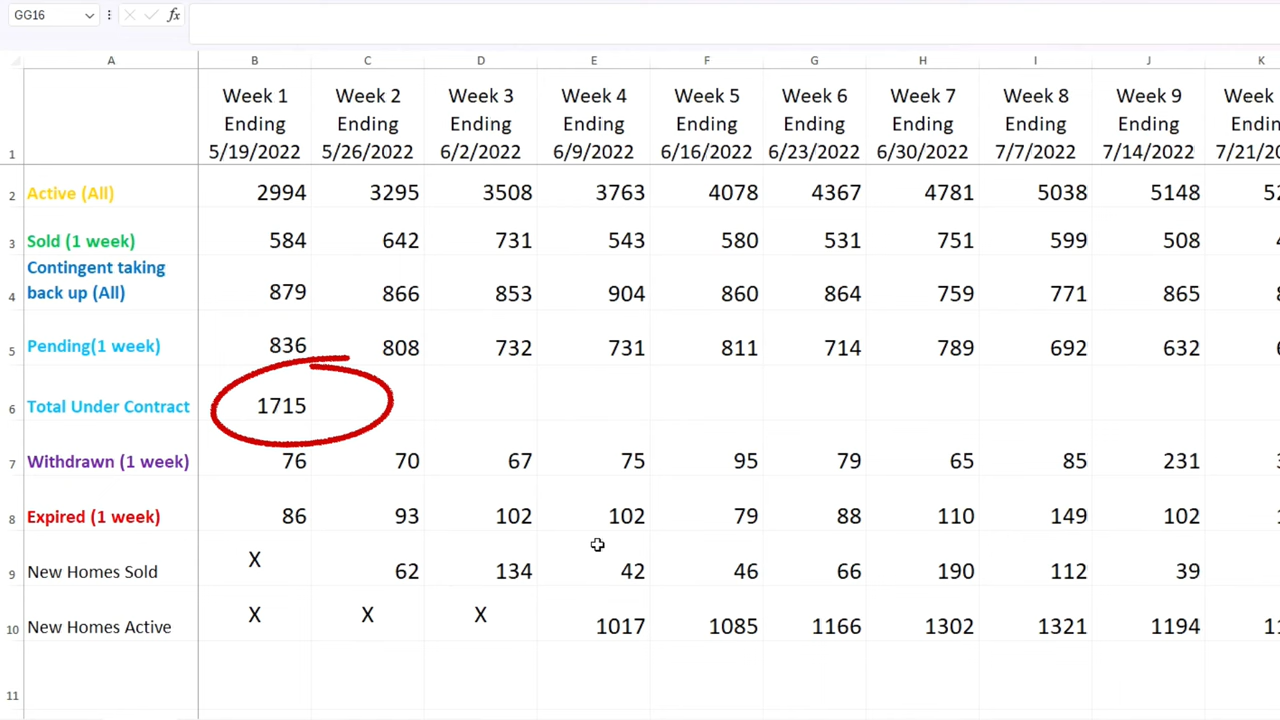 GG16 fx
A B C D E F G H I J K
1 Week 1 Ending 5/19/2022 Week 2 Ending 5/26/2022 Week 3 Ending 6/2/2022 Week 4 Ending 6/9/2022 Week 5 Ending 6/16/2022 Week 6 Ending 6/23/2022 Week 7 Ending 6/30/2022 Week 8 Ending 7/7/2022 Week 9 Ending 7/14/2022 Week
2 Active (All) 2994 3295 3508 3763 4078 4367 4781 5038 5148
3 Sold (1 week) 584 642 731 543 580 531 751 599 508
4 Contingent taking back up (All) 879 866 853 904 860 864 759 771 865
5 Pending(1 week) 836 808 732 731 811 714 789 692 632
6 Total Under Contract 1715
7 Withdrawn (1 week) 76 70 67 75 95 79 65 85 231
8 Expired (1 week) 86 93 102 102 79 88 110 149 102
9 New Homes Sold X 62 134 42 46 66 190 112 39
10 New Homes Active X X X 1017 1085 1166 1302 1321 1194
11